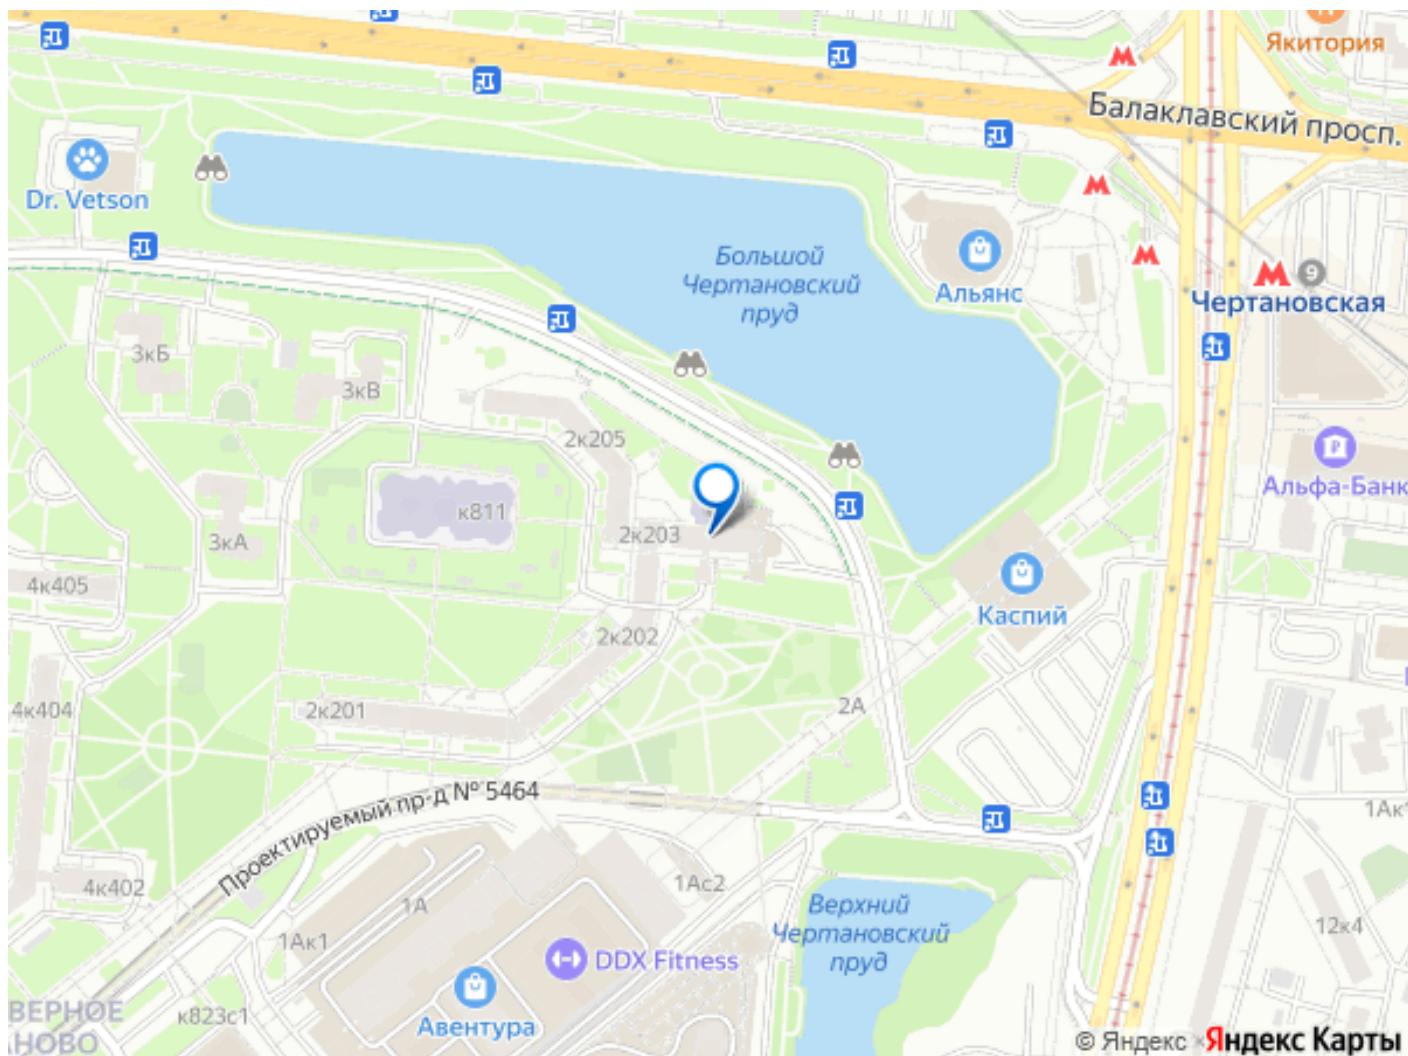 Якитория
Балаклавский просп.
Dr. Vetson
Большой
Чертановский
пруд
Альянс
9
Чертановская
3кБ
3кВ
2к205
Альфа-Банк
к811
2к203
3кА
4к405
Каспий
2к202
4к404
2к201
2А
Проектируемый пр-д № 5464
1Ак
4к402
1Ас2
1А
Верхний
Чертановский
пруд
12к4
1Ак1
DDX Fitness
ВЕРНОЕ
АНОВО
к823с1
Авентура
© Яндекс
Яндекс Карты